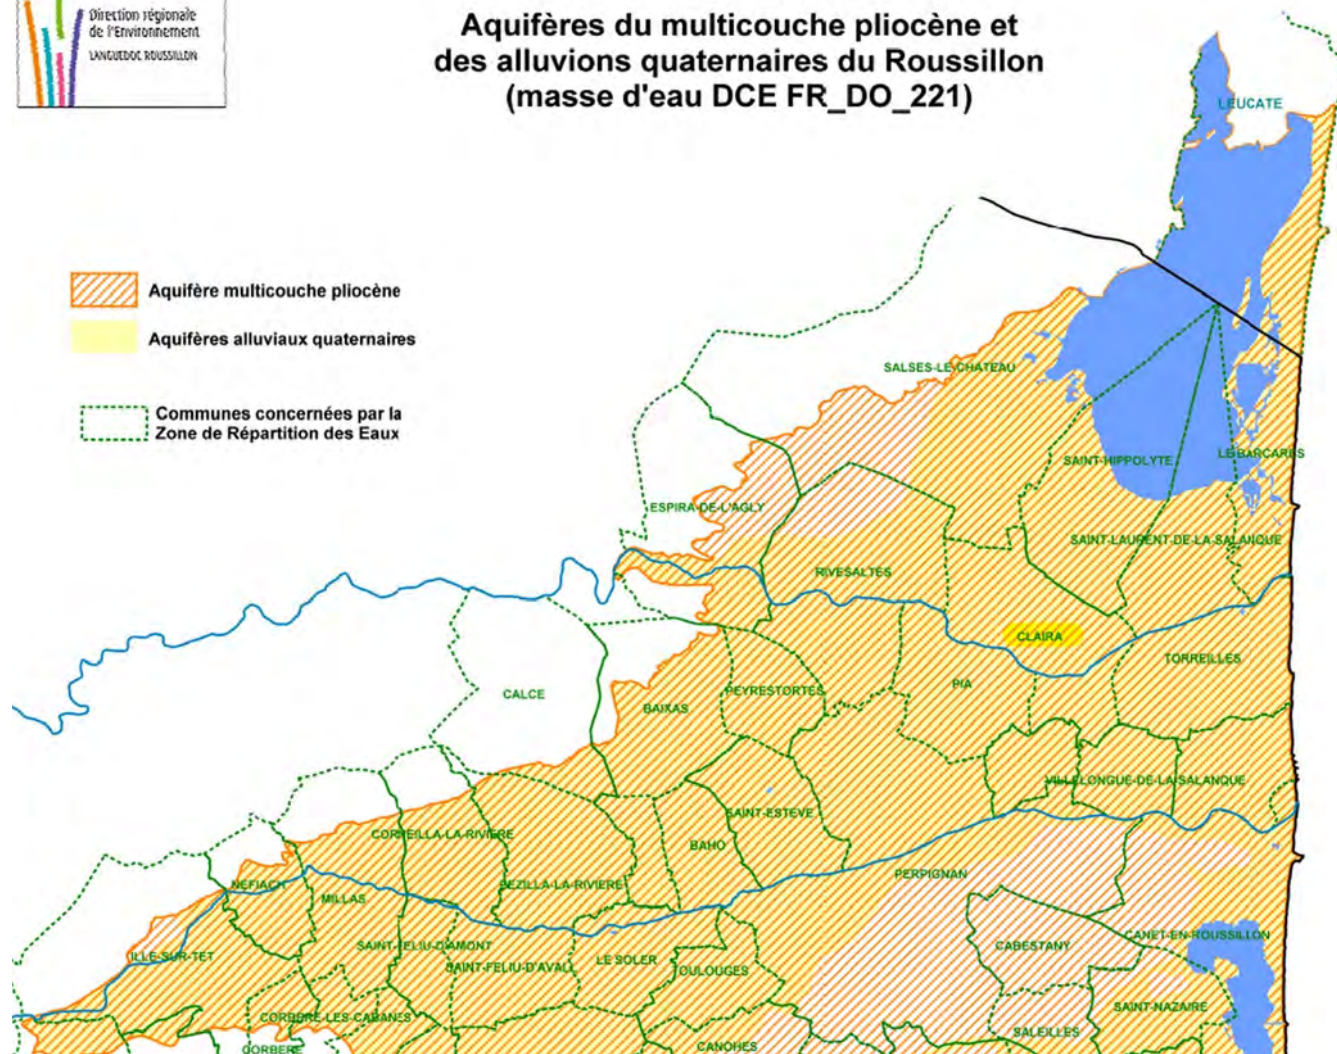 Direction régionale
de l'Environnement
LANGUEDOC ROUSSILLON
Aquifères du multicouche pliocène et
des alluvions quaternaires du Roussillon
(masse d'eau DCE FR_DO_221)
LEUCATE
Aquifère multicouche pliocène
Aquifères alluviaux quaternaires
Communes concernées par la
Zone de Répartition des Eaux
SALSES-LE-CHATEAU
SAINT-HIPPOLYTE
LE BARCARES
ESPIRA-DE-L'AGLY
SAINT-LAURENT-DE-LA-SALANQUE
RIVESALTES
CLAIRA
TORREILLES
CALCE
PEYRESTORTES
PIA
BAIXAS
VILLELONGUE-DE-LA-SALANQUE
SAINT-ESTEVE
CORNEILLA-LA-RIVIERE
BAHO
PERPIGNAN
NEFIACH
PEZILLA-LA-RIVIERE
MILLAS
CANET-EN-ROUSSILLON
SAINT-FELIU-D'AMONT
CABESTANY
ILLE-SUR-TET
LE SOLER
SAINT-FELIU-D'AVALL
TOULOUGES
SAINT-NAZAIRE
CORBERE-LES-CABANES
SALEILLES
CANOHES
CORBERE